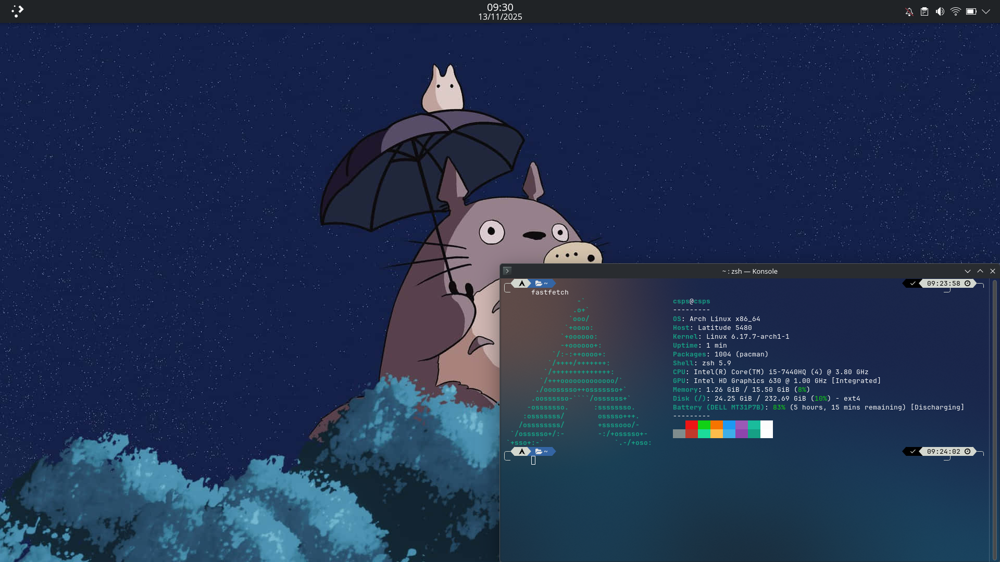 09:30
13/11/2025
~ : zsh — Konsole
~ 09:23:58
fastfetch
-`
.o+`
`ooo/
`+oooo:
`+oooooo:
-+oooooo+:
`/:-:++oooo+:
`/++++/+++++++:
`/++++++++++++++:
`/+++ooooooooooooo/`
./ooosssso++osssssso+`
.oossssso-````/ossssss+`
-osssssso. :ssssssso.
:osssssss/ osssso+++.
/ossssssss/ +ssssooo/-
`/ossssso+/:- -:/+osssso+-
`+sso+:-` `.-/+oso:
csps@csps
---------
OS: Arch Linux x86_64
Host: Latitude 5480
Kernel: Linux 6.17.7-arch1-1
Uptime: 1 min
Packages: 1004 (pacman)
Shell: zsh 5.9
CPU: Intel(R) Core(TM) i5-7440HQ (4) @ 3.80 GHz
GPU: Intel HD Graphics 630 @ 1.00 GHz [Integrated]
Memory: 1.26 GiB / 15.50 GiB (8%)
Disk (/): 24.25 GiB / 232.69 GiB (10%) - ext4
Battery (DELL MT31P7B): 83% (5 hours, 15 mins remaining) [Discharging]
---------
~ 09:24:02